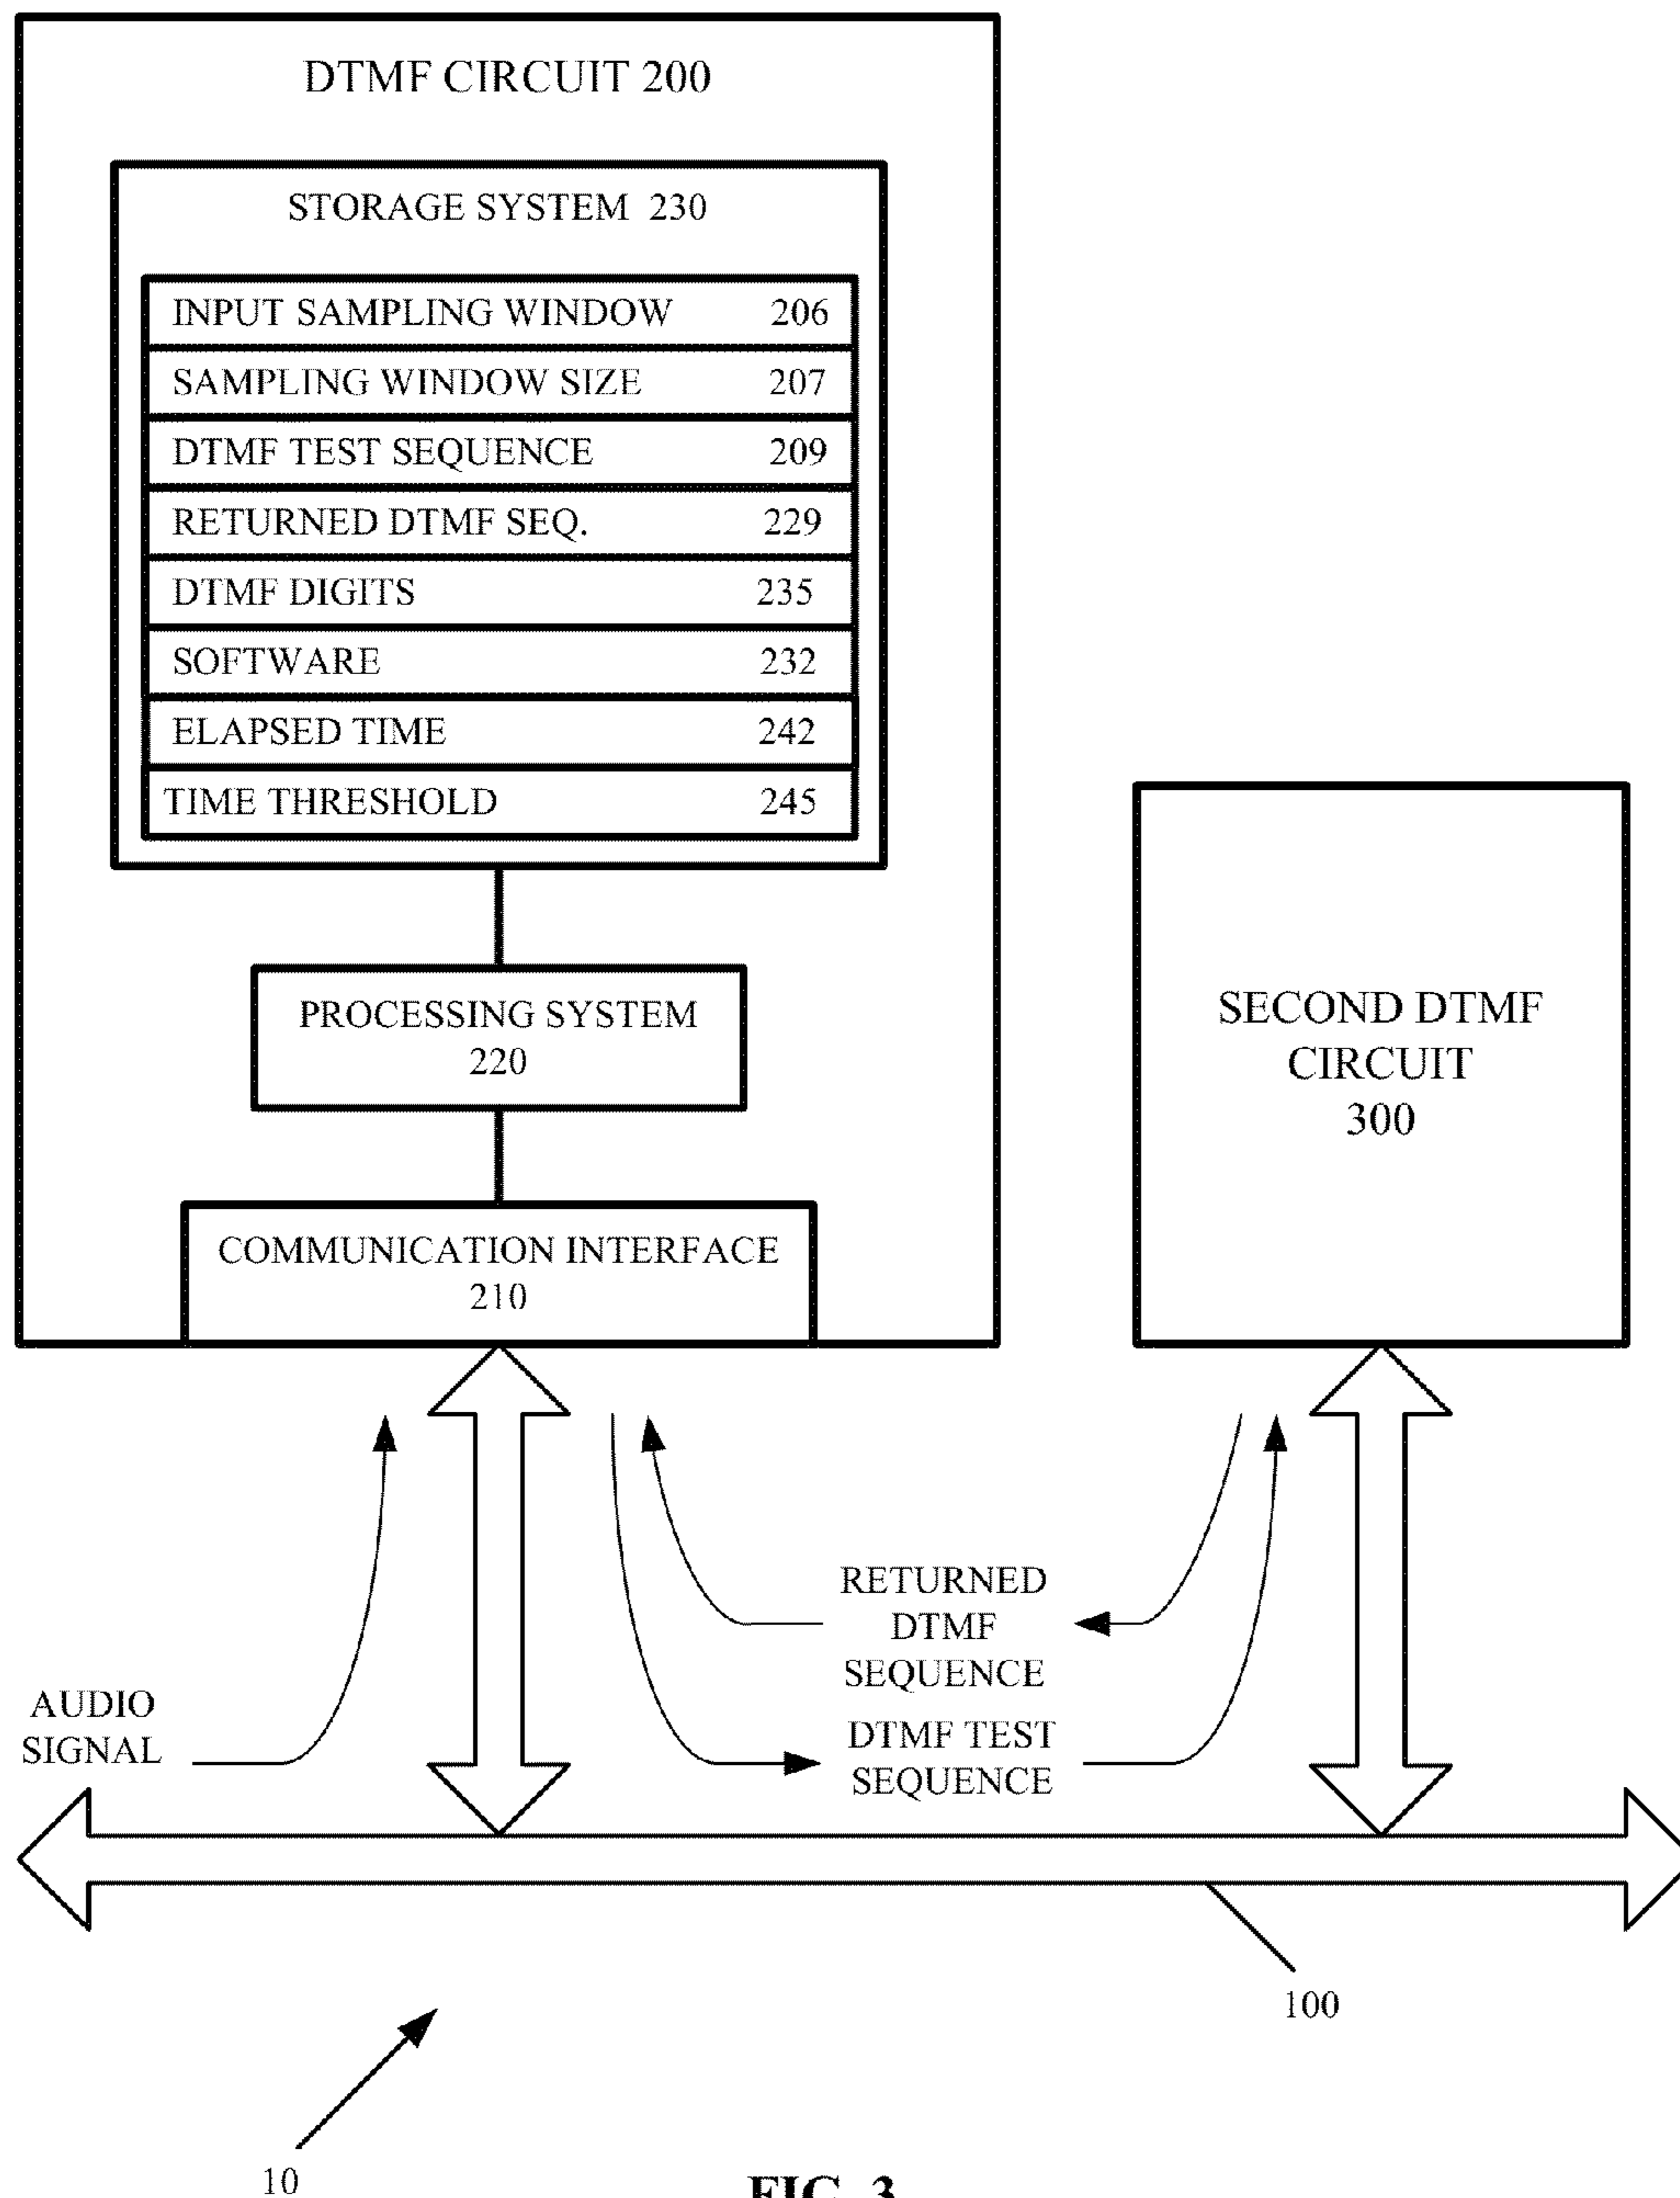 DTMF CIRCUIT 200
STORAGE SYSTEM 230
INPUT SAMPLING WINDOW 206
SAMPLING WINDOW SIZE 207
DTMF TEST SEQUENCE 209
RETURNED DTMF SEQ. 229
DTMF DIGITS 235
SOFTWARE 232
ELAPSED TIME 242
TIME THRESHOLD 245
PROCESSING SYSTEM
220
COMMUNICATION INTERFACE
210
SECOND DTMF
CIRCUIT
300
RETURNED
DTMF
SEQUENCE
AUDIO
SIGNAL
DTMF TEST
SEQUENCE
100
10
FIG. 3